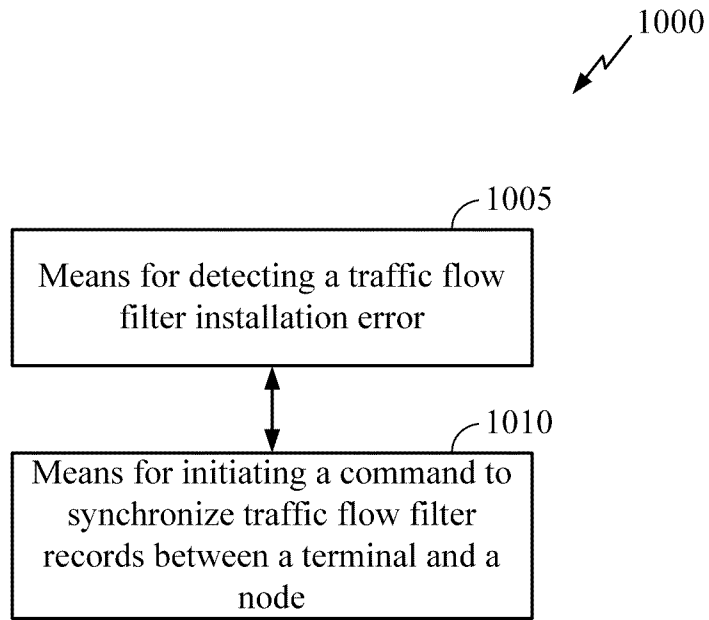 1000
1005
Means for detecting a traffic flow
filter installation error
1010
Means for initiating a command to
synchronize traffic flow filter
records between a terminal and a
node